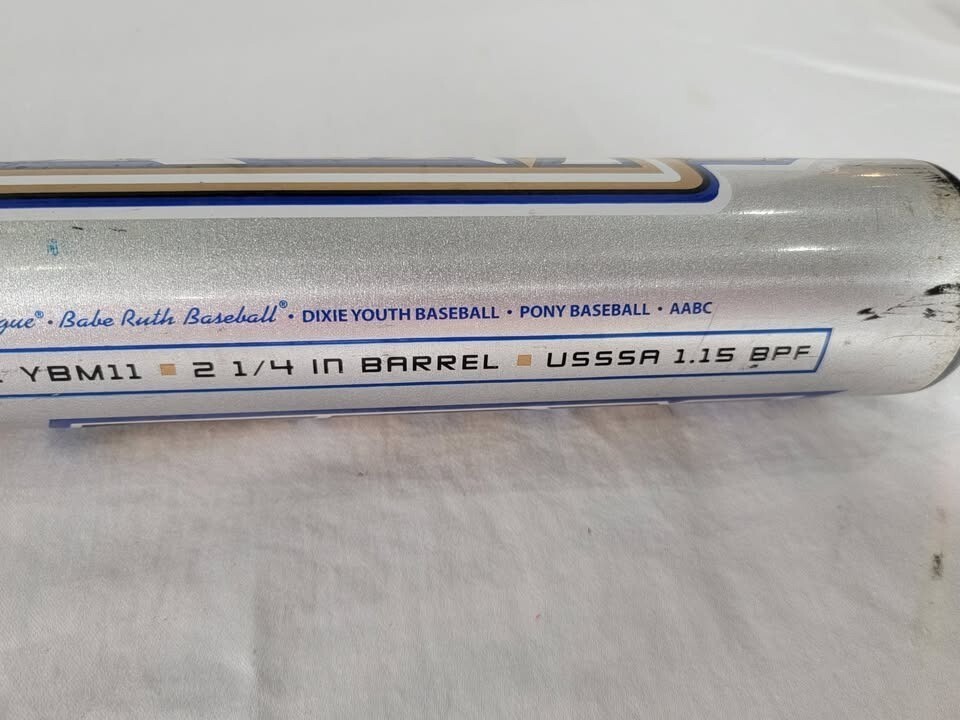 Babe Ruth Baseball® · DIXIE YOUTH BASEBALL · PONY BASEBALL · AABC
YBM11 ▪ 2 1/4 IN BARREL ▪ USSSA 1.15 BPF